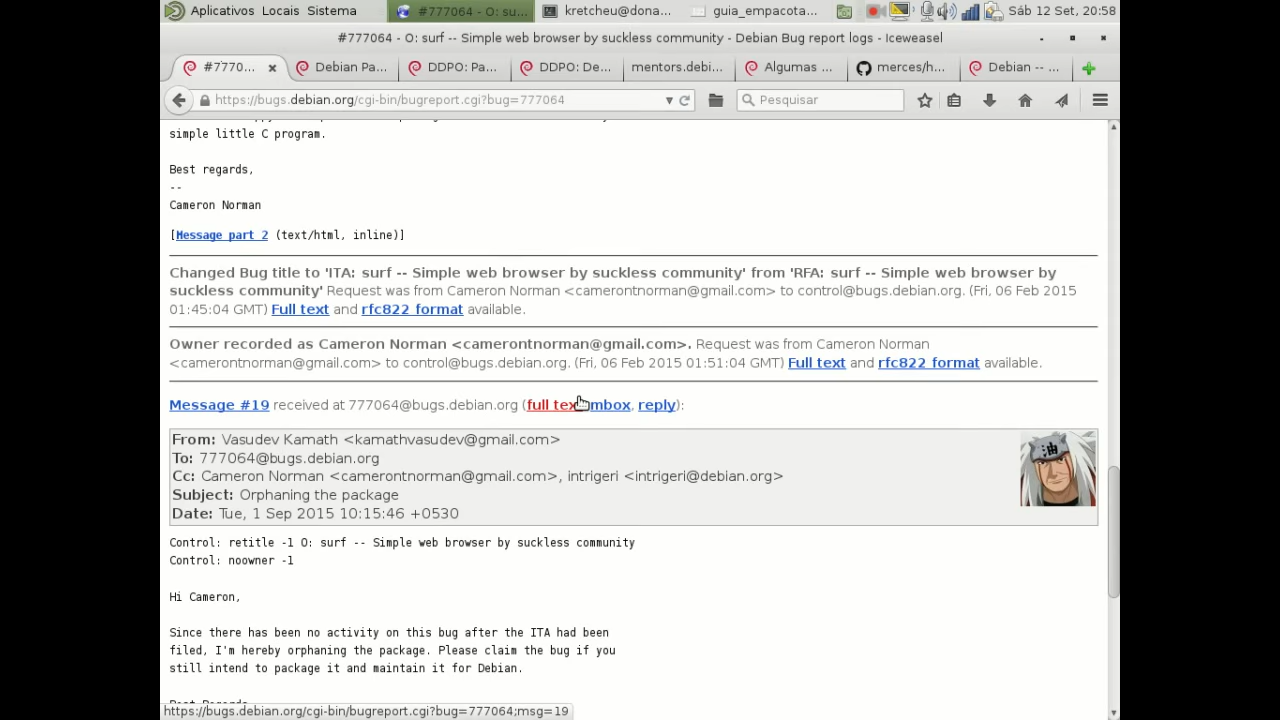 Aplicativos Locais Sistema #777064 - O: su... kretcheu@dona... guia_empacota... Sáb 12 Set, 20:58
#777064 - O: surf -- Simple web browser by suckless community - Debian Bug report logs - Iceweasel
#7770... Debian Pa... DDPO: Pa... DDPO: De... mentors.debi... Algumas ... merces/h... Debian -- ...
https://bugs.debian.org/cgi-bin/bugreport.cgi?bug=777064 Pesquisar
simple little C program.
Best regards,
--
Cameron Norman
[Message part 2 (text/html, inline)]
Changed Bug title to 'ITA: surf -- Simple web browser by suckless community' from 'RFA: surf -- Simple web browser by
suckless community' Request was from Cameron Norman <camerontnorman@gmail.com> to control@bugs.debian.org. (Fri, 06 Feb 2015
01:45:04 GMT) Full text and rfc822 format available.
Owner recorded as Cameron Norman <camerontnorman@gmail.com>. Request was from Cameron Norman
<camerontnorman@gmail.com> to control@bugs.debian.org. (Fri, 06 Feb 2015 01:51:04 GMT) Full text and rfc822 format available.
Message #19 received at 777064@bugs.debian.org (full tex mbox, reply):
From: Vasudev Kamath <kamathvasudev@gmail.com>
To: 777064@bugs.debian.org
Cc: Cameron Norman <camerontnorman@gmail.com>, intrigeri <intrigeri@debian.org>
Subject: Orphaning the package
Date: Tue, 1 Sep 2015 10:15:46 +0530
油
Control: retitle -1 O: surf -- Simple web browser by suckless community
Control: noowner -1
Hi Cameron,
Since there has been no activity on this bug after the ITA had been
filed, I'm hereby orphaning the package. Please claim the bug if you
still intend to package it and maintain it for Debian.
https://bugs.debian.org/cgi-bin/bugreport.cgi?bug=777064;msg=19